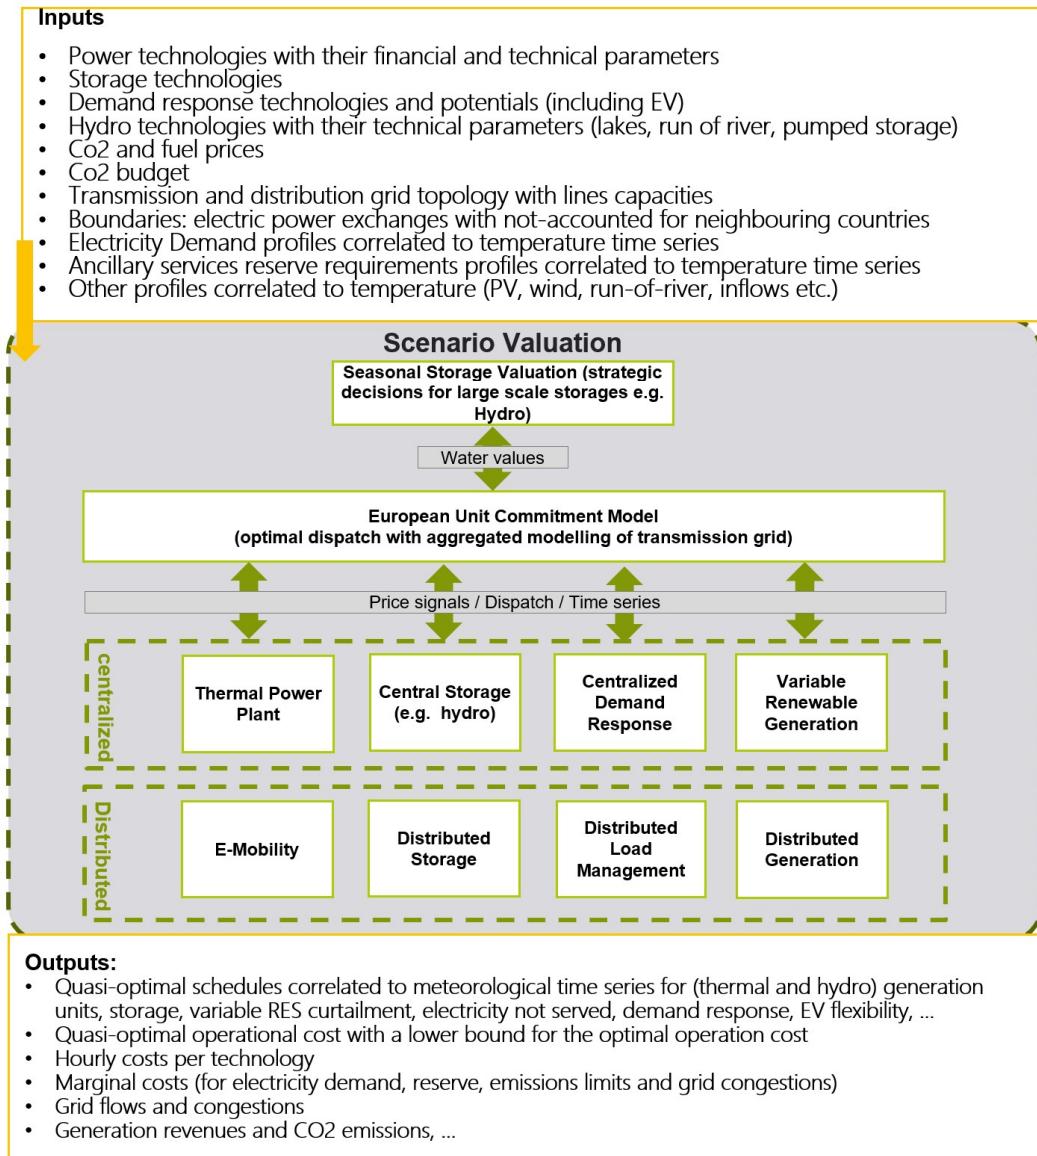 Inputs
• Power technologies with their financial and technical parameters
• Storage technologies
• Demand response technologies and potentials (including EV)
• Hydro technologies with their technical parameters (lakes, run of river, pumped storage)
• Co2 and fuel prices
• Co2 budget
• Transmission and distribution grid topology with lines capacities
• Boundaries: electric power exchanges with not-accounted for neighbouring countries
• Electricity Demand profiles correlated to temperature time series
• Ancillary services reserve requirements profiles correlated to temperature time series
• Other profiles correlated to temperature (PV, wind, run-of-river, inflows etc.)
Scenario Valuation
Seasonal Storage Valuation (strategic
decisions for large scale storages e.g.
Hydro)
Water values
European Unit Commitment Model
(optimal dispatch with aggregated modelling of transmission grid)
Price signals / Dispatch / Time series
centralized
Thermal Power
Plant
Central Storage
(e.g. hydro)
Centralized
Demand
Response
Variable
Renewable
Generation
Distributed
E-Mobility
Distributed
Storage
Distributed
Load
Management
Distributed
Generation
Outputs:
• Quasi-optimal schedules correlated to meteorological time series for (thermal and hydro) generation
units, storage, variable RES curtailment, electricity not served, demand response, EV flexibility, ...
• Quasi-optimal operational cost with a lower bound for the optimal operation cost
• Hourly costs per technology
• Marginal costs (for electricity demand, reserve, emissions limits and grid congestions)
• Grid flows and congestions
• Generation revenues and CO2 emissions, ...